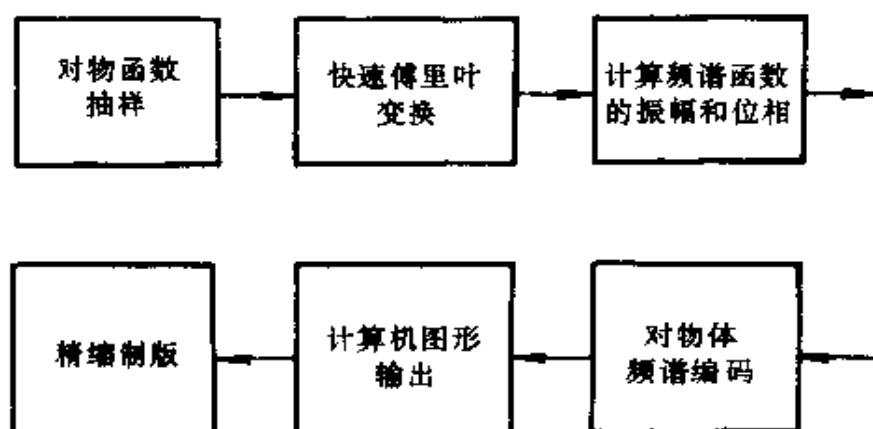 对物函数
抽样
快速傅里叶
变换
计算频谱函数
的振幅和位相
精缩制版
计算机图形
输出
对物体
频谱编码